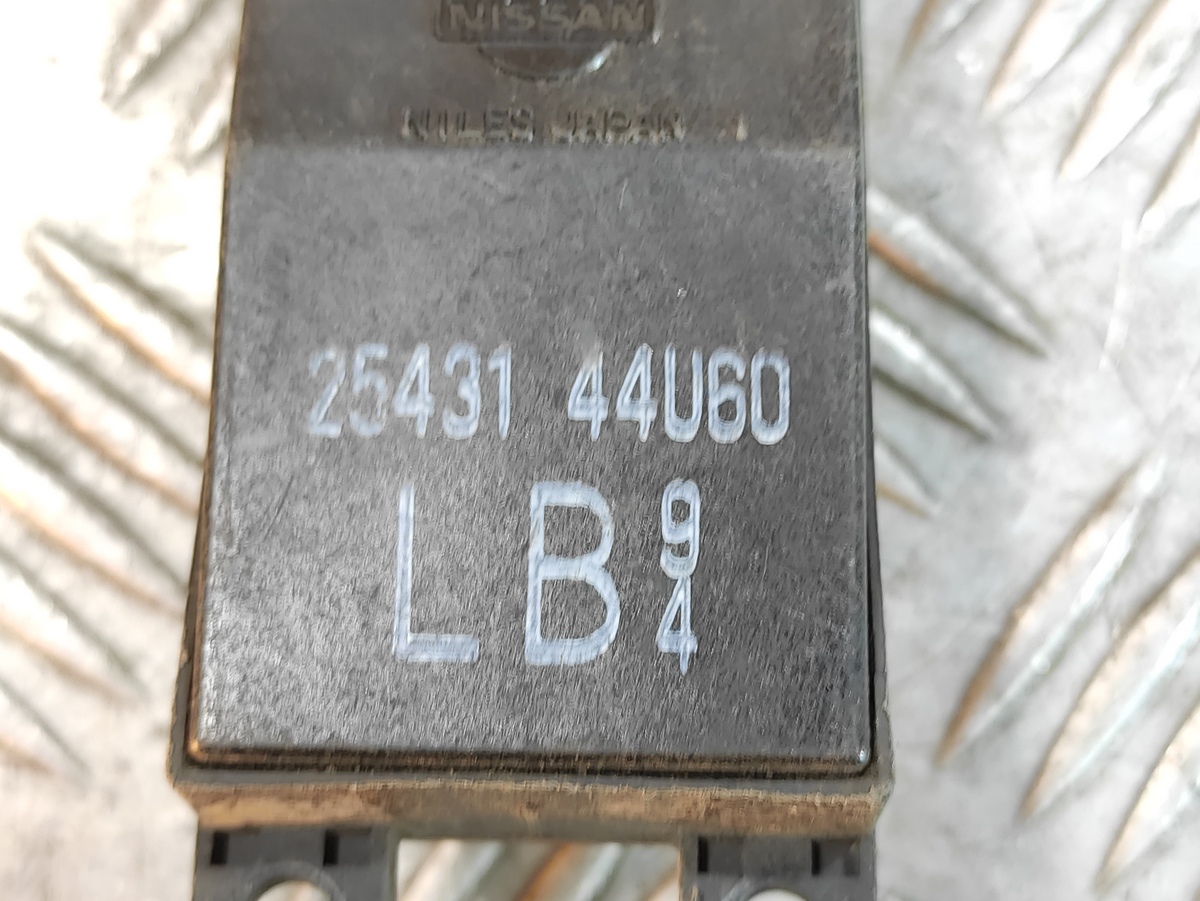 NISSAN
NILES JAPAN
25431 44U60
LB 9
4